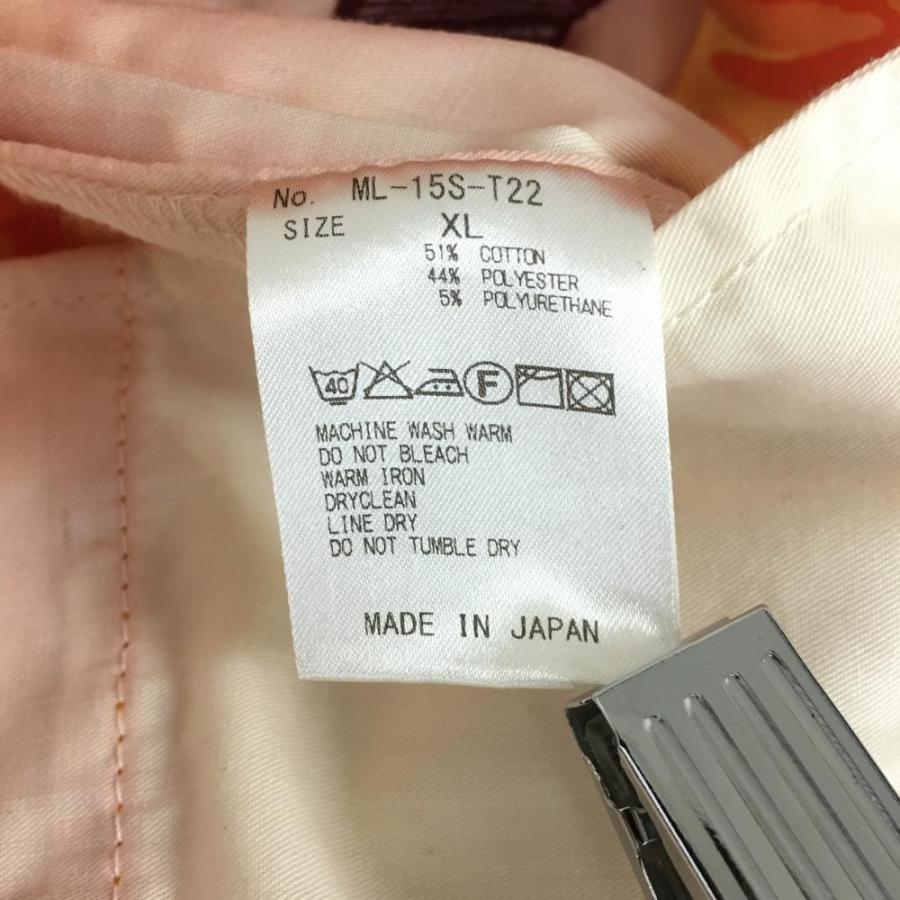 No. ML-15S-T22
SIZE XL
51% COTTON
44% POLYESTER
5% POLYURETHANE
40 F
MACHINE WASH WARM
DO NOT BLEACH
WARM IRON
DRYCLEAN
LINE DRY
DO NOT TUMBLE DRY
MADE IN JAPAN